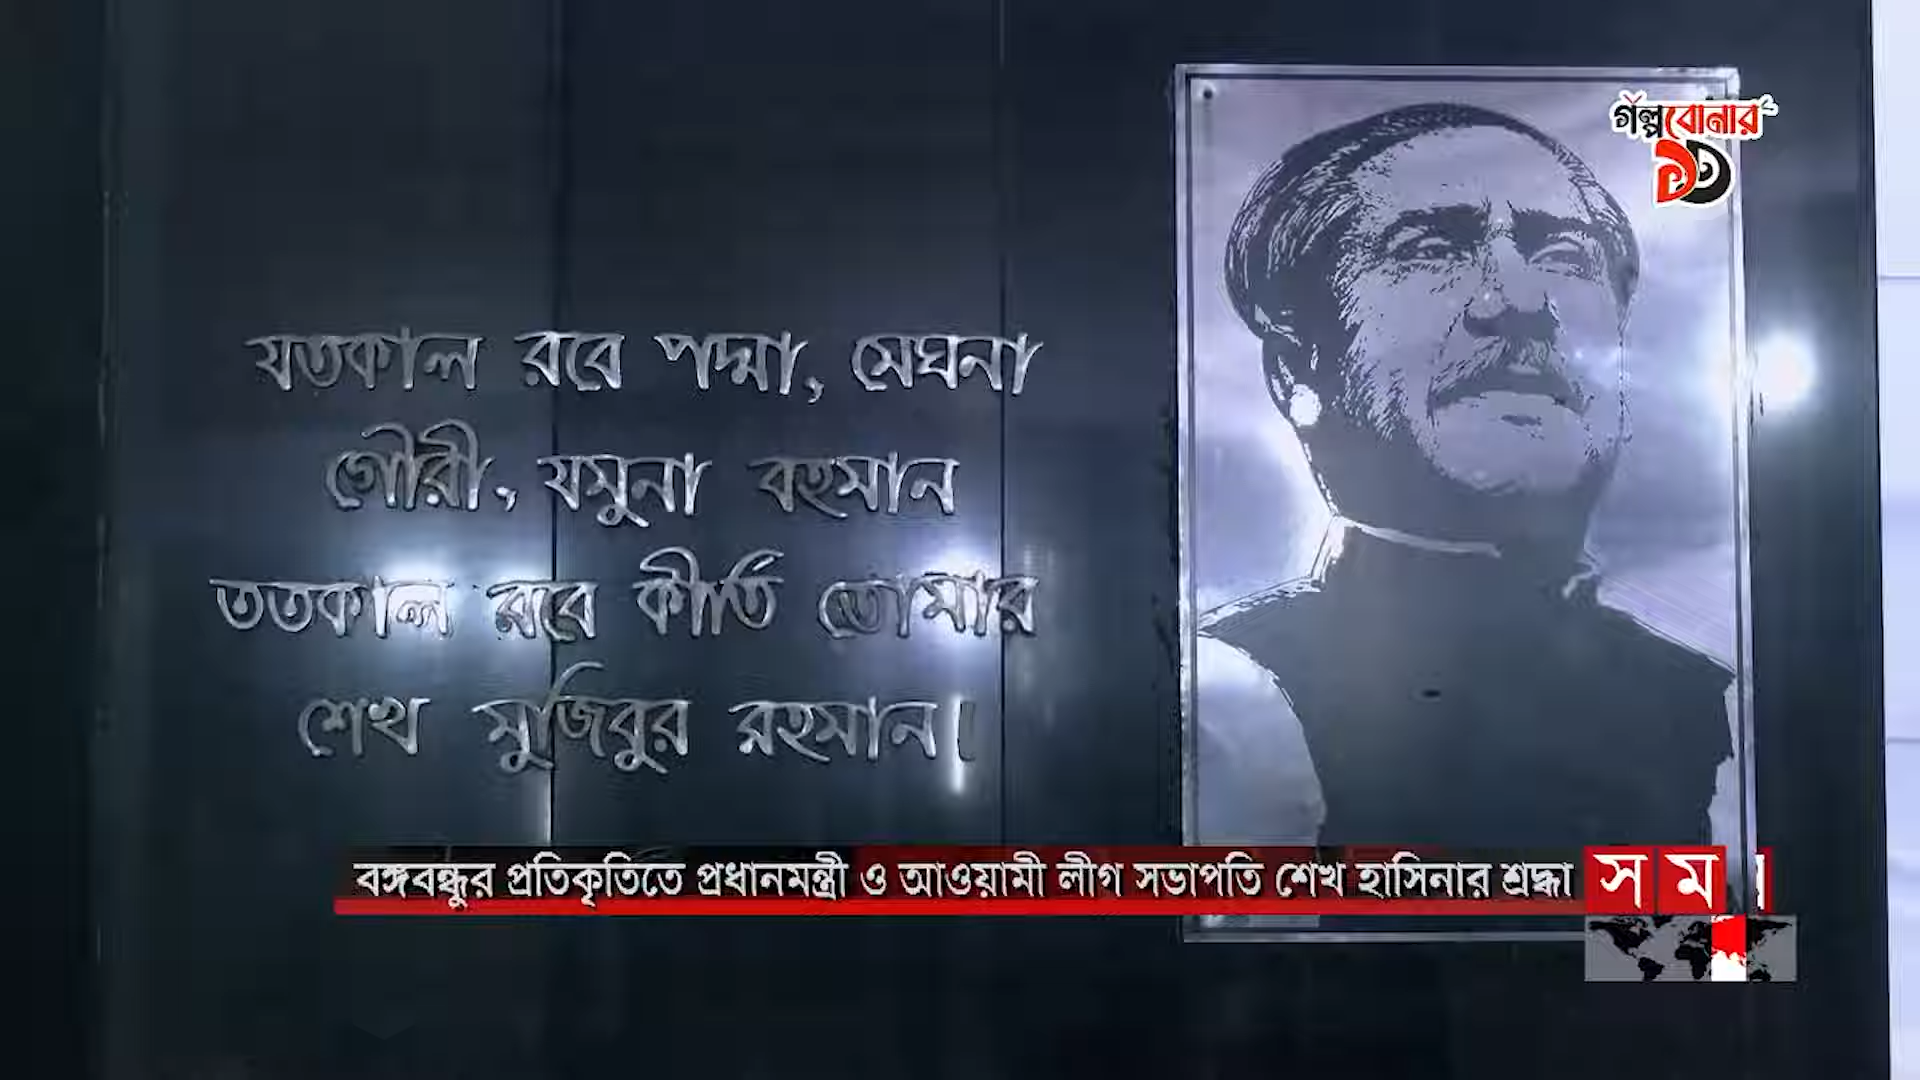 গল্পবোনার
১৩
যতকাল রবে পদ্মা, মেঘনা
গৌরী, যমুনা বহমান
ততকাল রবে কীর্তি তোমার
শেখ মুজিবুর রহমান।
বঙ্গবন্ধুর প্রতিকৃতিতে প্রধানমন্ত্রী ও আওয়ামী লীগ সভাপতি শেখ হাসিনার শ্রদ্ধা
স ম